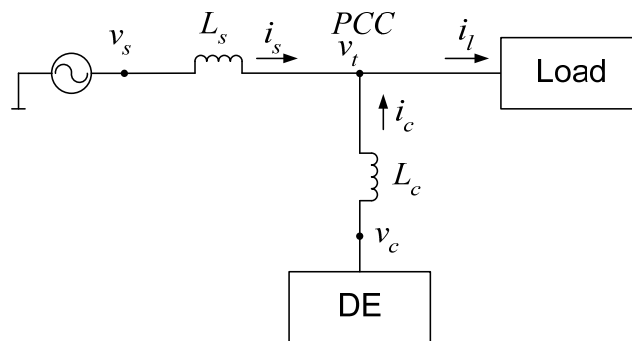 v_s
L_s
i_s
PCC
v_t
i_l
Load
i_c
L_c
v_c
DE